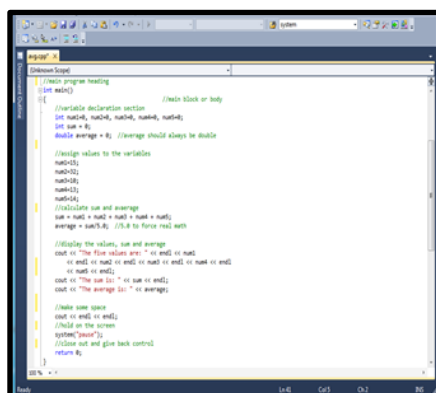 system
avg.cpp* ×
(Unknown Scope)
Document Outline
//main program heading
int main()
{ //main block or body
//variable declaration section
int num1=0, num2=0, num3=0, num4=0, num5=0;
int sum = 0;
double average = 0; //average should always be double
//assign values to the variables
num1=15;
num2=32;
num3=18;
num4=13;
num5=14;
//calculate sum and avaerage
sum = num1 + num2 + num3 + num4 + num5;
average = sum/5.0; //5.0 to force real math
//display the values, sum and average
cout << "The five values are: " << endl << num1
<< endl << num2 << endl << num3 << endl << num4 << endl
<< num5 << endl;
cout << "The sum is: " << sum << endl;
cout << "The average is: " << average;
//make some space
cout << endl << endl;
//hold on the screen
system("pause");
//close out and give back control
return 0;
}
100 %
Ready Ln 41 Col 5 Ch 2 INS